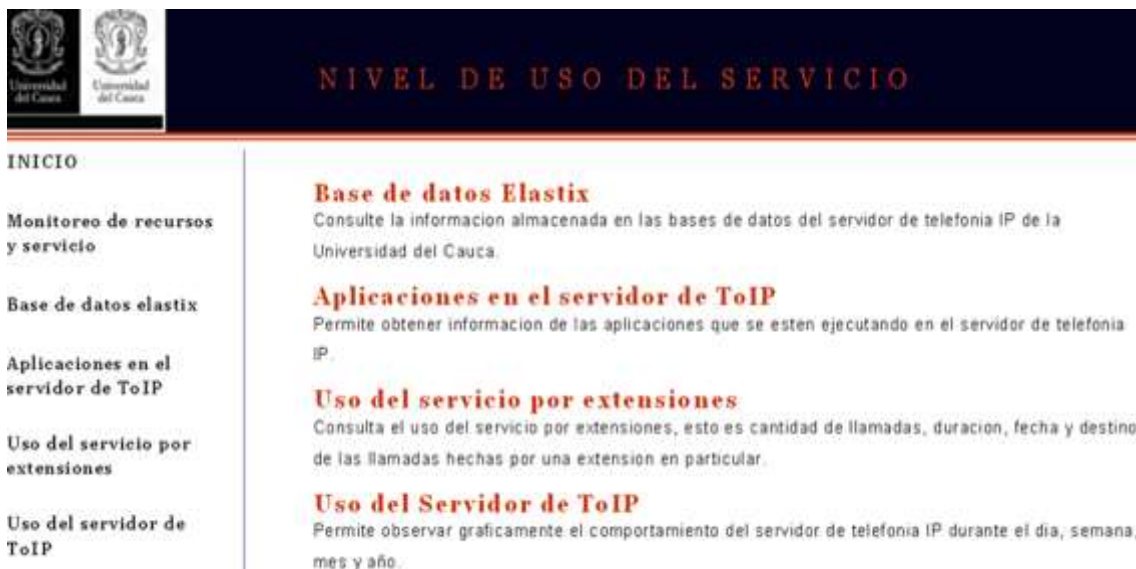 Universidad
del Cauca
Universidad
del Cauca
NIVEL DE USO DEL SERVICIO
INICIO
Monitoreo de recursos
y servicio
Base de datos elastix
Aplicaciones en el
servidor de ToIP
Uso del servicio por
extensiones
Uso del servidor de
ToIP
Base de datos Elastix
Consulte la informacion almacenada en las bases de datos del servidor de telefonia IP de la
Universidad del Cauca.
Aplicaciones en el servidor de ToIP
Permite obtener informacion de las aplicaciones que se esten ejecutando en el servidor de telefonia
IP.
Uso del servicio por extensiones
Consulta el uso del servicio por extensiones, esto es cantidad de llamadas, duracion, fecha y destino
de las llamadas hechas por una extension en particular.
Uso del Servidor de ToIP
Permite observar graficamente el comportamiento del servidor de telefonia IP durante el dia, semana,
mes y año.